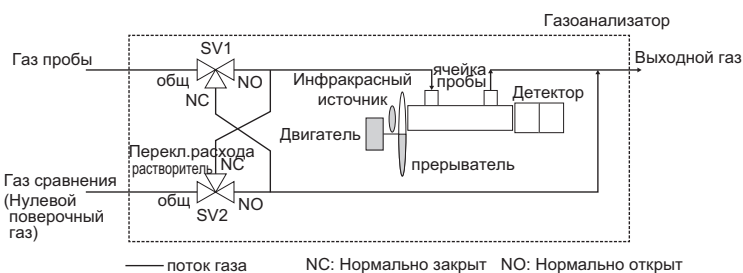 Газоанализатор
SV1
Газ пробы
общ
NO
NC
Инфракрасный
источник
ячейка
пробы
Детектор
Выходной газ
Двигатель
прерыватель
Перекл.расхода
растворитель
NC
Газ сравнения
(Нулевой
поверочный
газ)
общ
NO
SV2
поток газа
NC: Нормально закрыт
NO: Нормально открыт